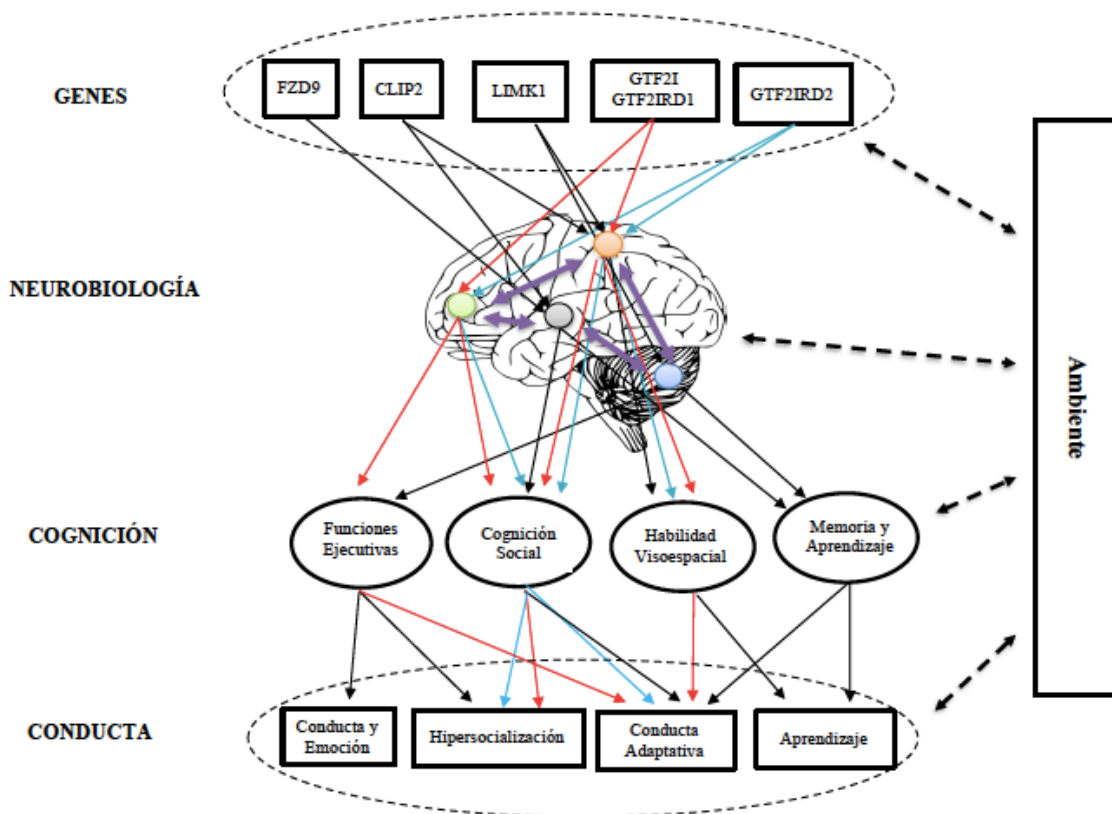 GENES
FZD9
CLIP2
LIMK1
GTF2I
GTF2IRD1
GTF2IRD2
NEUROBIOLOGÍA
Ambiente
COGNICIÓN
Funciones
Ejecutivas
Cognición
Social
Habilidad
Visoespacial
Memoria y
Aprendizaje
CONDUCTA
Conducta y
Emoción
Hipersocialización
Conducta
Adaptativa
Aprendizaje